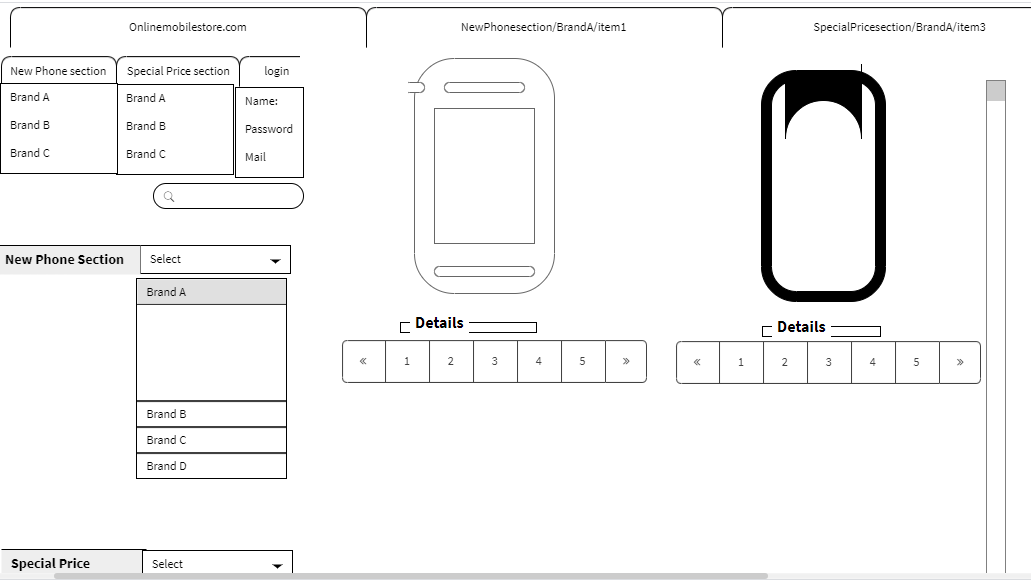 Onlinemobilestore.com
NewPhonesection/BrandA/item1
SpecialPricesection/BrandA/item3
New Phone section
Special Price section
login
Brand A
Brand B
Brand C
Brand A
Brand B
Brand C
Name:
Password
Mail
New Phone Section
Select
Brand A
Brand B
Brand C
Brand D
Details
« 1 2 3 4 5 »
Details
« 1 2 3 4 5 »
Special Price
Select